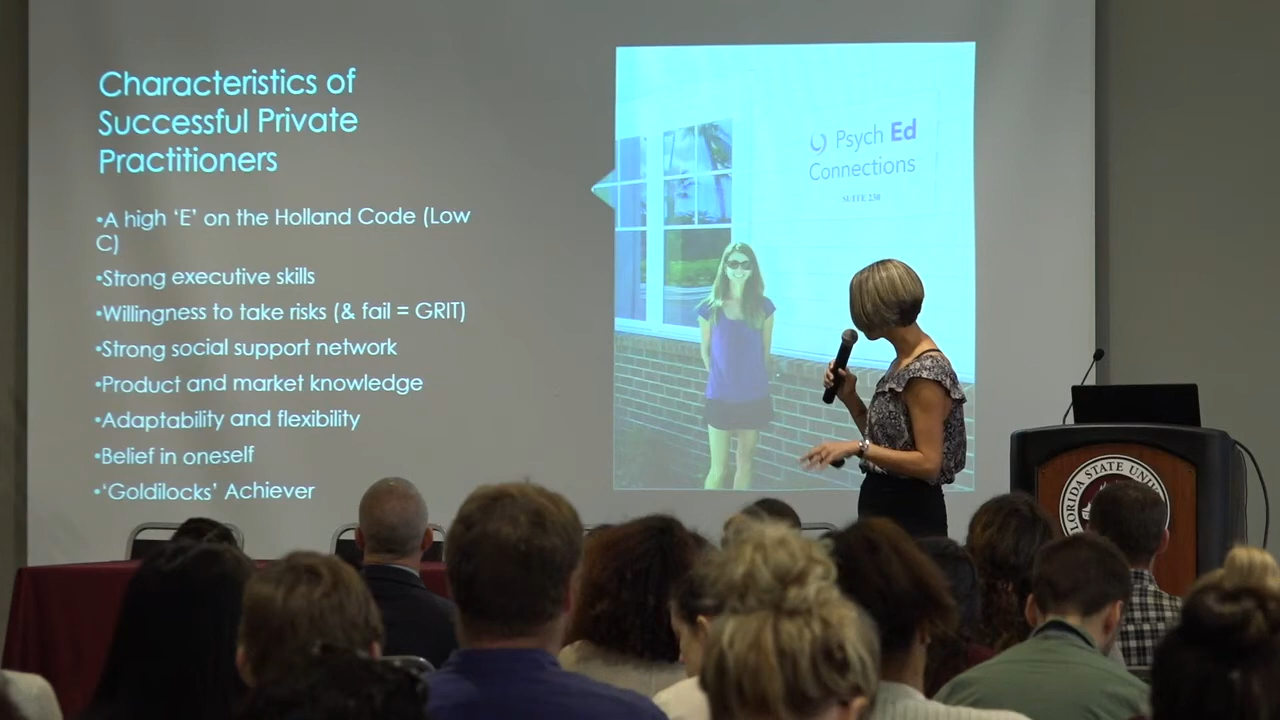 Characteristics of
Successful Private
Practitioners
•A high ‘E’ on the Holland Code (Low
C)
•Strong executive skills
•Willingness to take risks (& fail = GRIT)
•Strong social support network
•Product and market knowledge
•Adaptability and flexibility
•Belief in oneself
•‘Goldilocks’ Achiever
Psych Ed
Connections
SUITE 230
FLORIDA STATE UNI